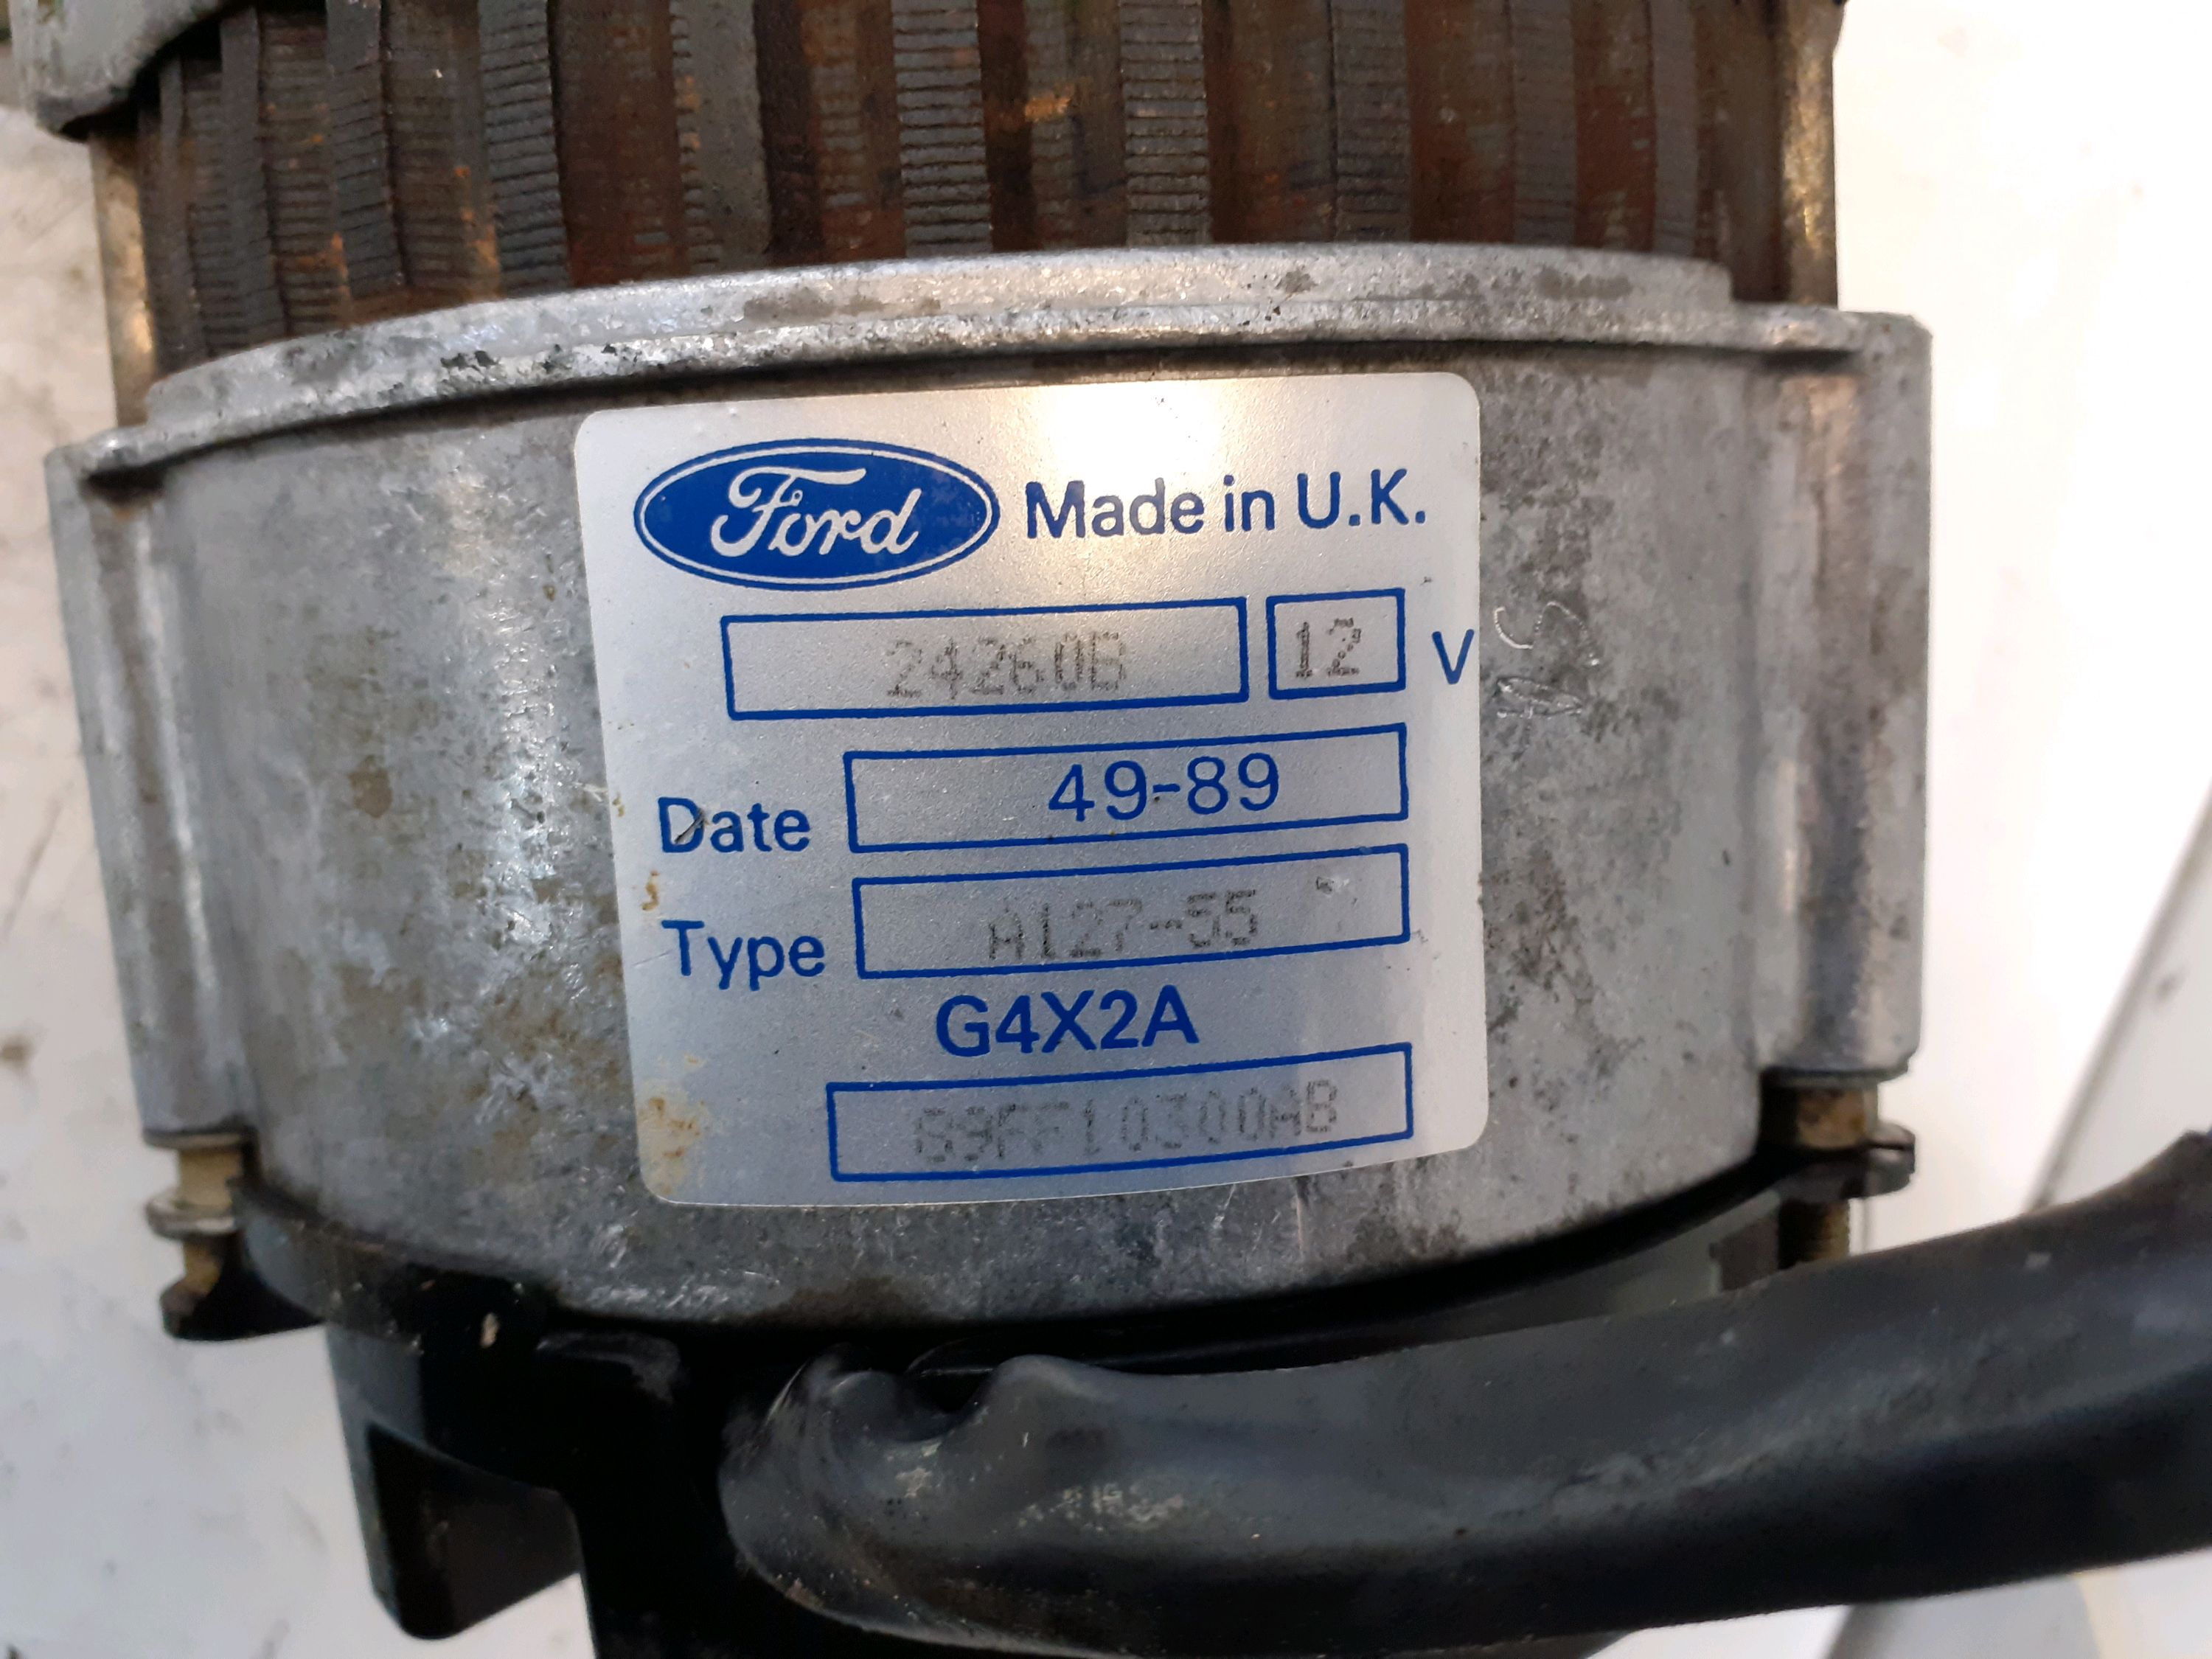 Ford Made in U.K.
24260B 12 V
Date 49-89
Type A127-55
G4X2A